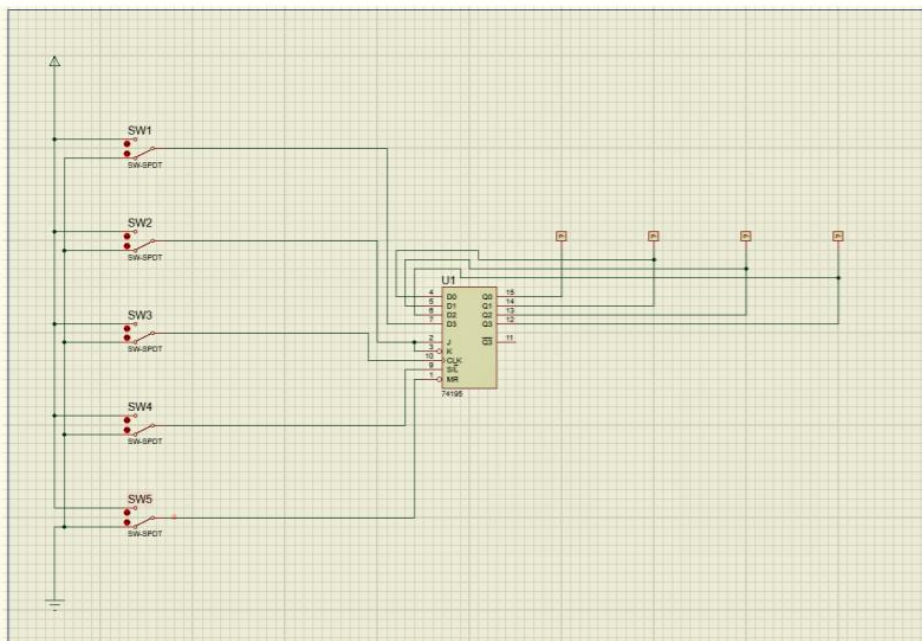 SW1
SW-SPDT
SW2
SW-SPDT
SW3
SW-SPDT
SW4
SW-SPDT
SW5
SW-SPDT
U1
4 D0 Q0 15
5 D1 Q1 14
6 D2 Q2 13
7 D3 Q3 12
2 J Q3 11
3 K
10 CLK
9 S/L
1 MR
74195